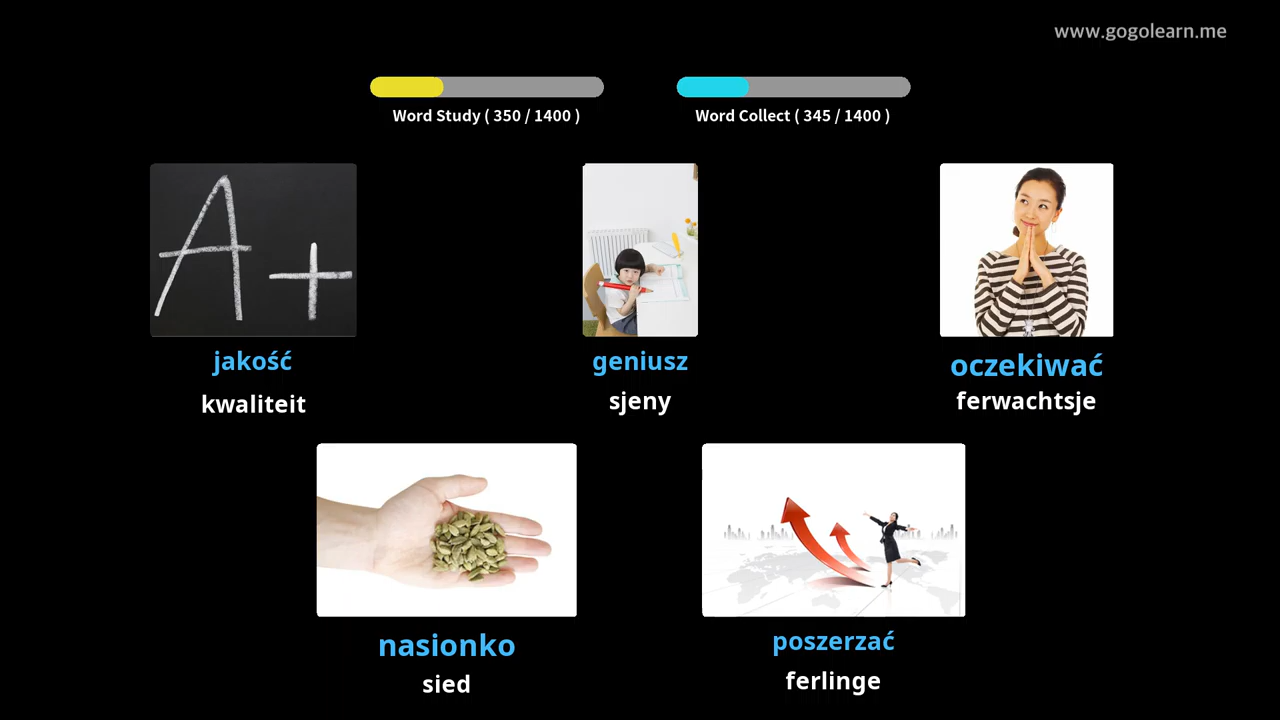 www.gogolearn.me
Word Study ( 350 / 1400 )
Word Collect ( 345 / 1400 )
A+
jakość
geniusz
oczekiwać
kwaliteit
sjeny
ferwachtsje
nasionko
poszerzać
sied
ferlinge